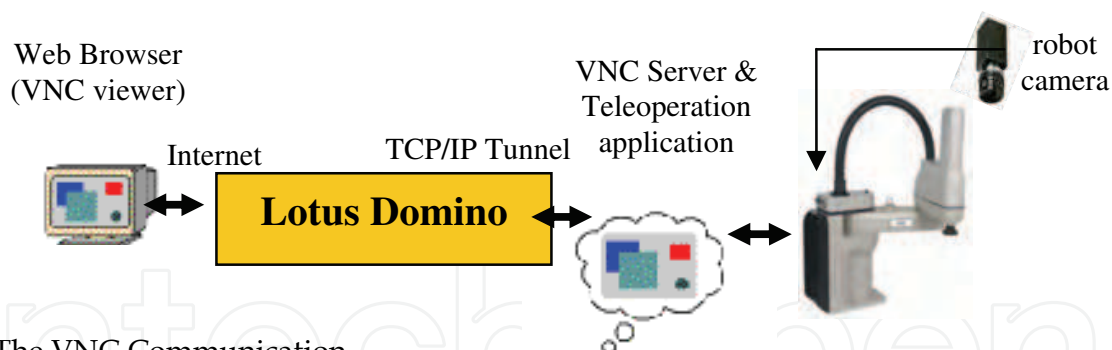 Web Browser
(VNC viewer)
Internet
TCP/IP Tunnel
Lotus Domino
VNC Server &
Teleoperation
application
robot
camera
The VNC Communication